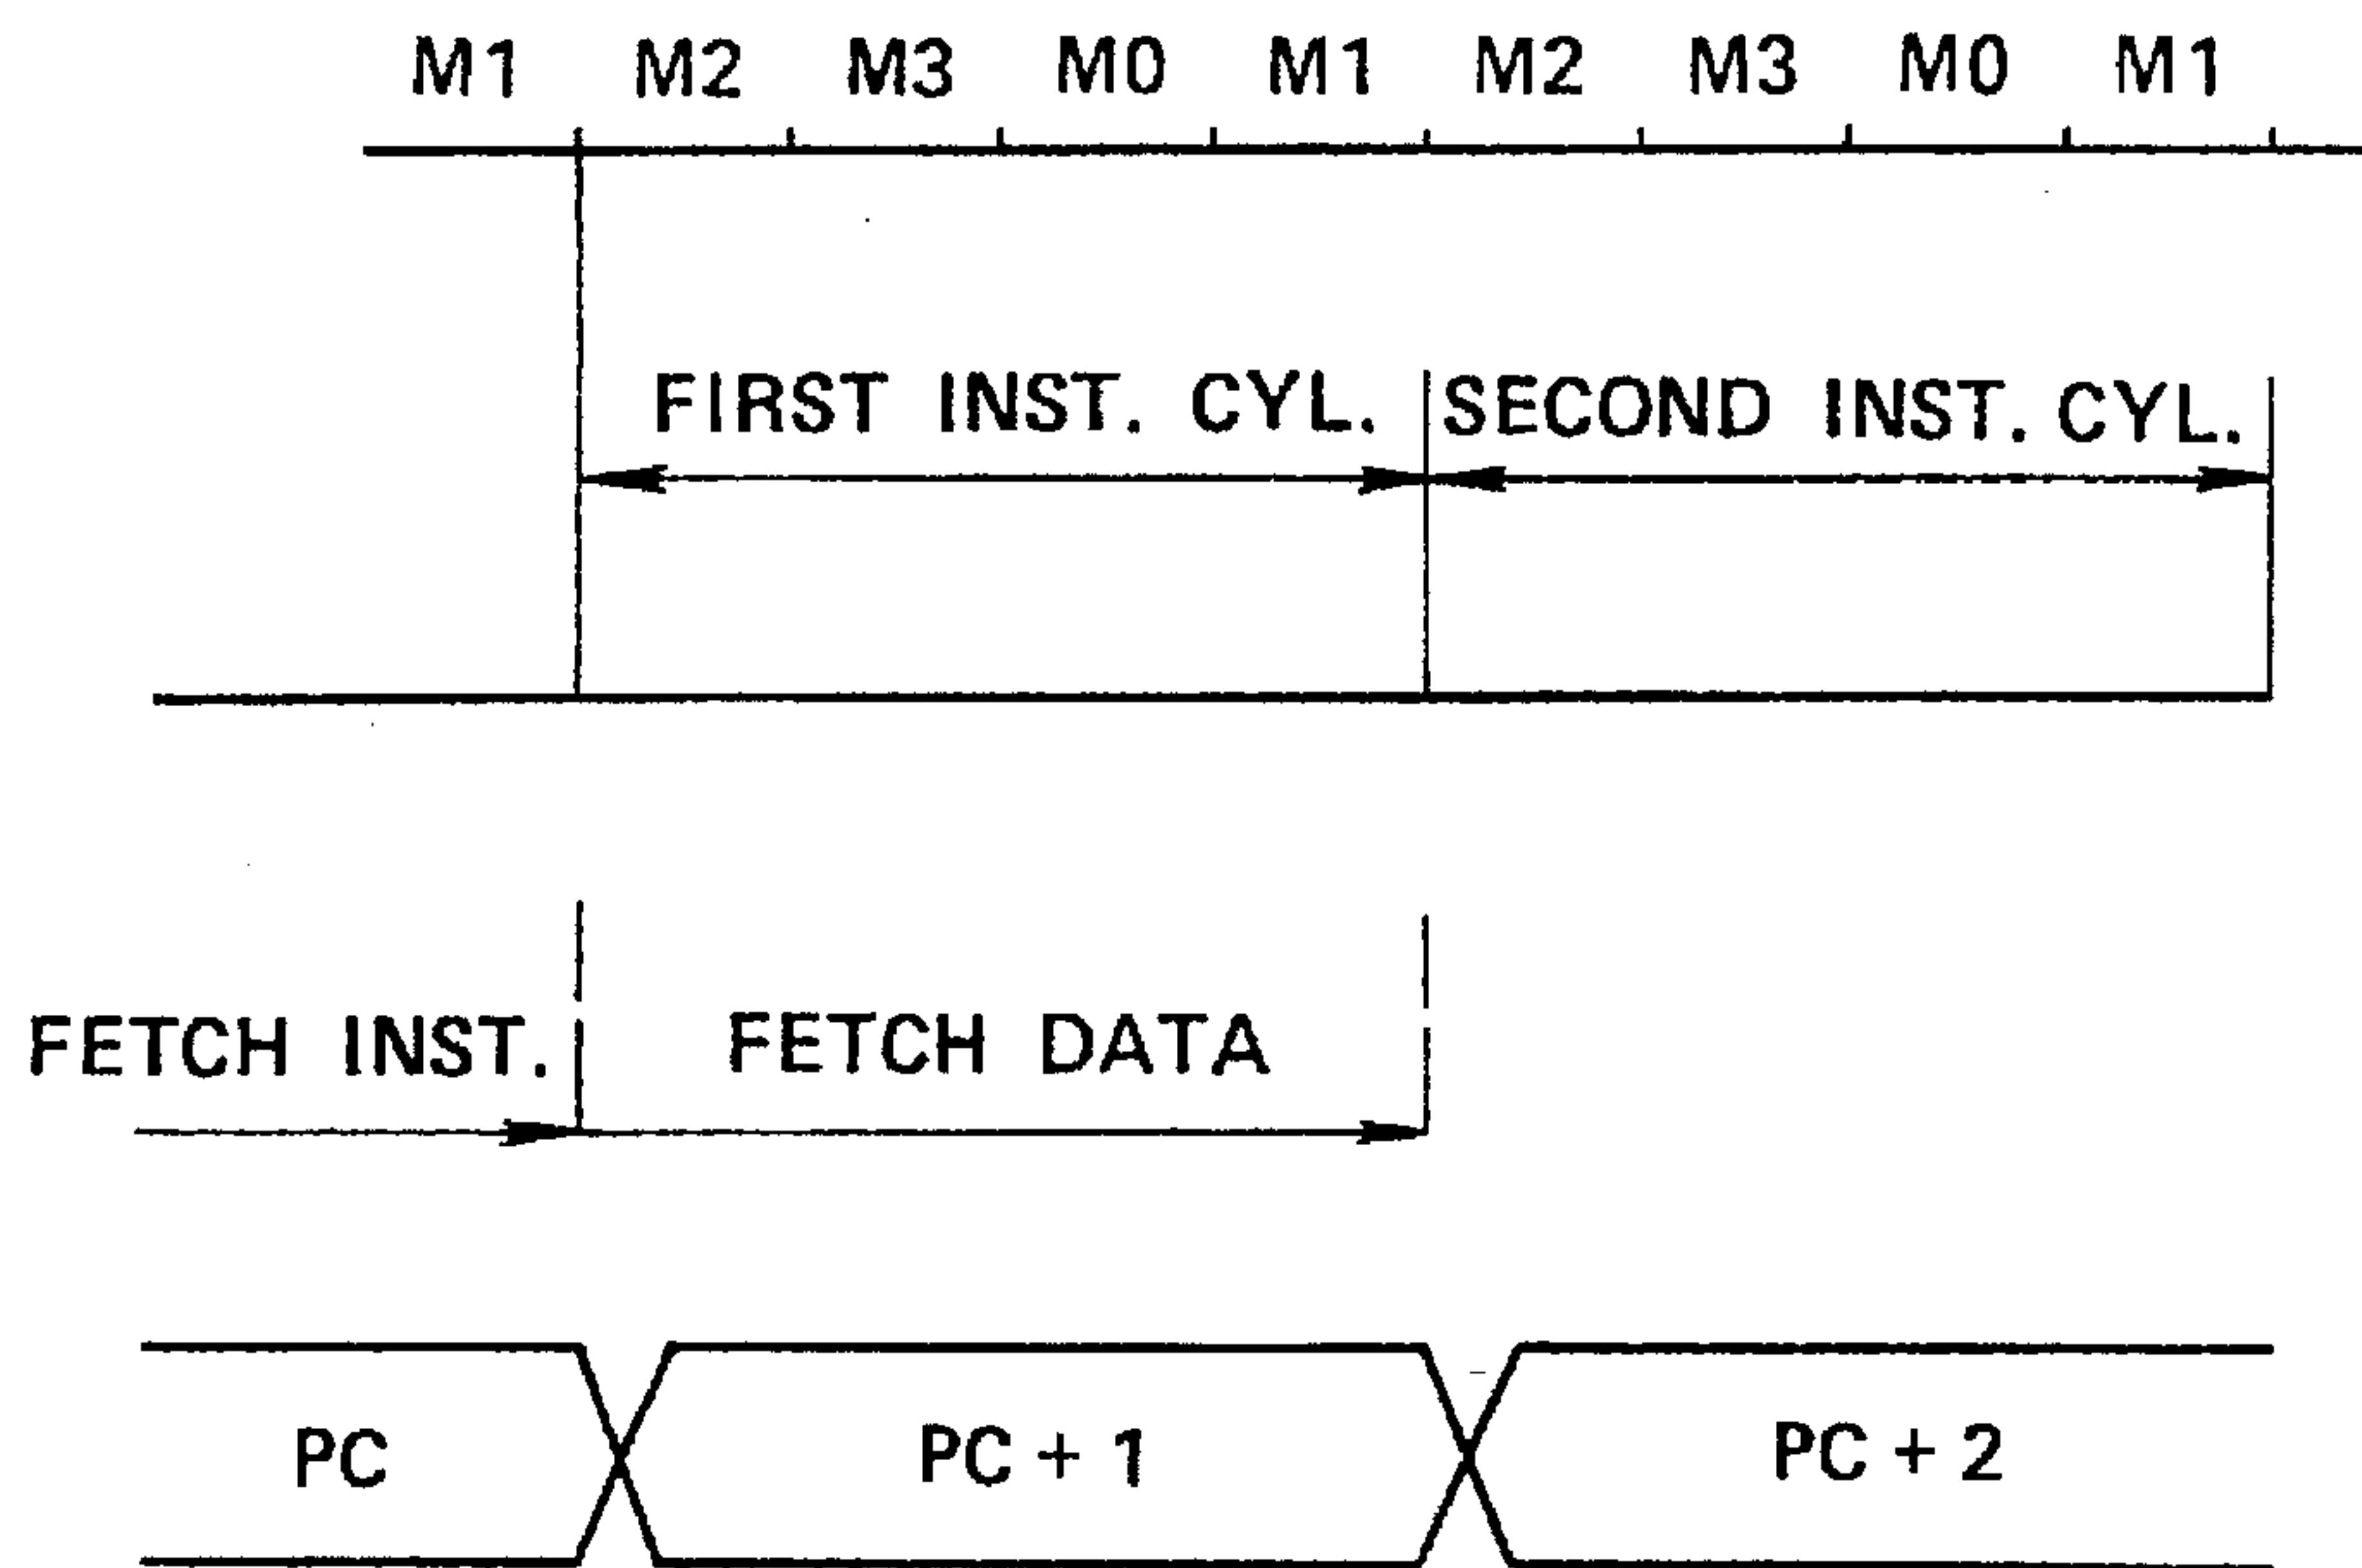 M1 M2 M3 M0 M1 M2 M3 M0 M1
FIRST INST. CYL. SECOND INST. CYL.
FETCH INST. FETCH DATA
PC PC + 1 PC + 2